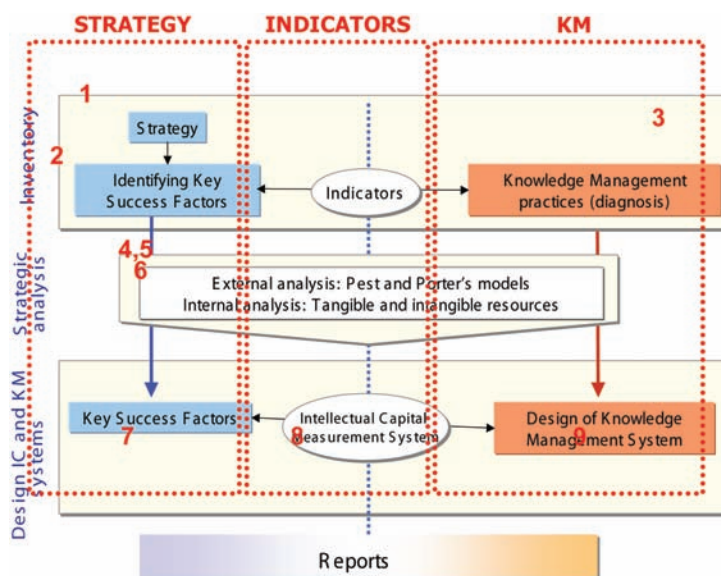 STRATEGY INDICATORS KM
1
3
Strategy
2
Inventory
Identifying Key
Success Factors
Indicators
Knowledge Management
practices (diagnosis)
4,5
6
Strategic
analysis
External analysis: Pest and Porter's models
Internal analysis: Tangible and intangible resources
Design IC and KM
systems
Key Success Factors
7
Intellectual Capital
Measurement System
8
Design of Knowledge
Management System
9
Reports